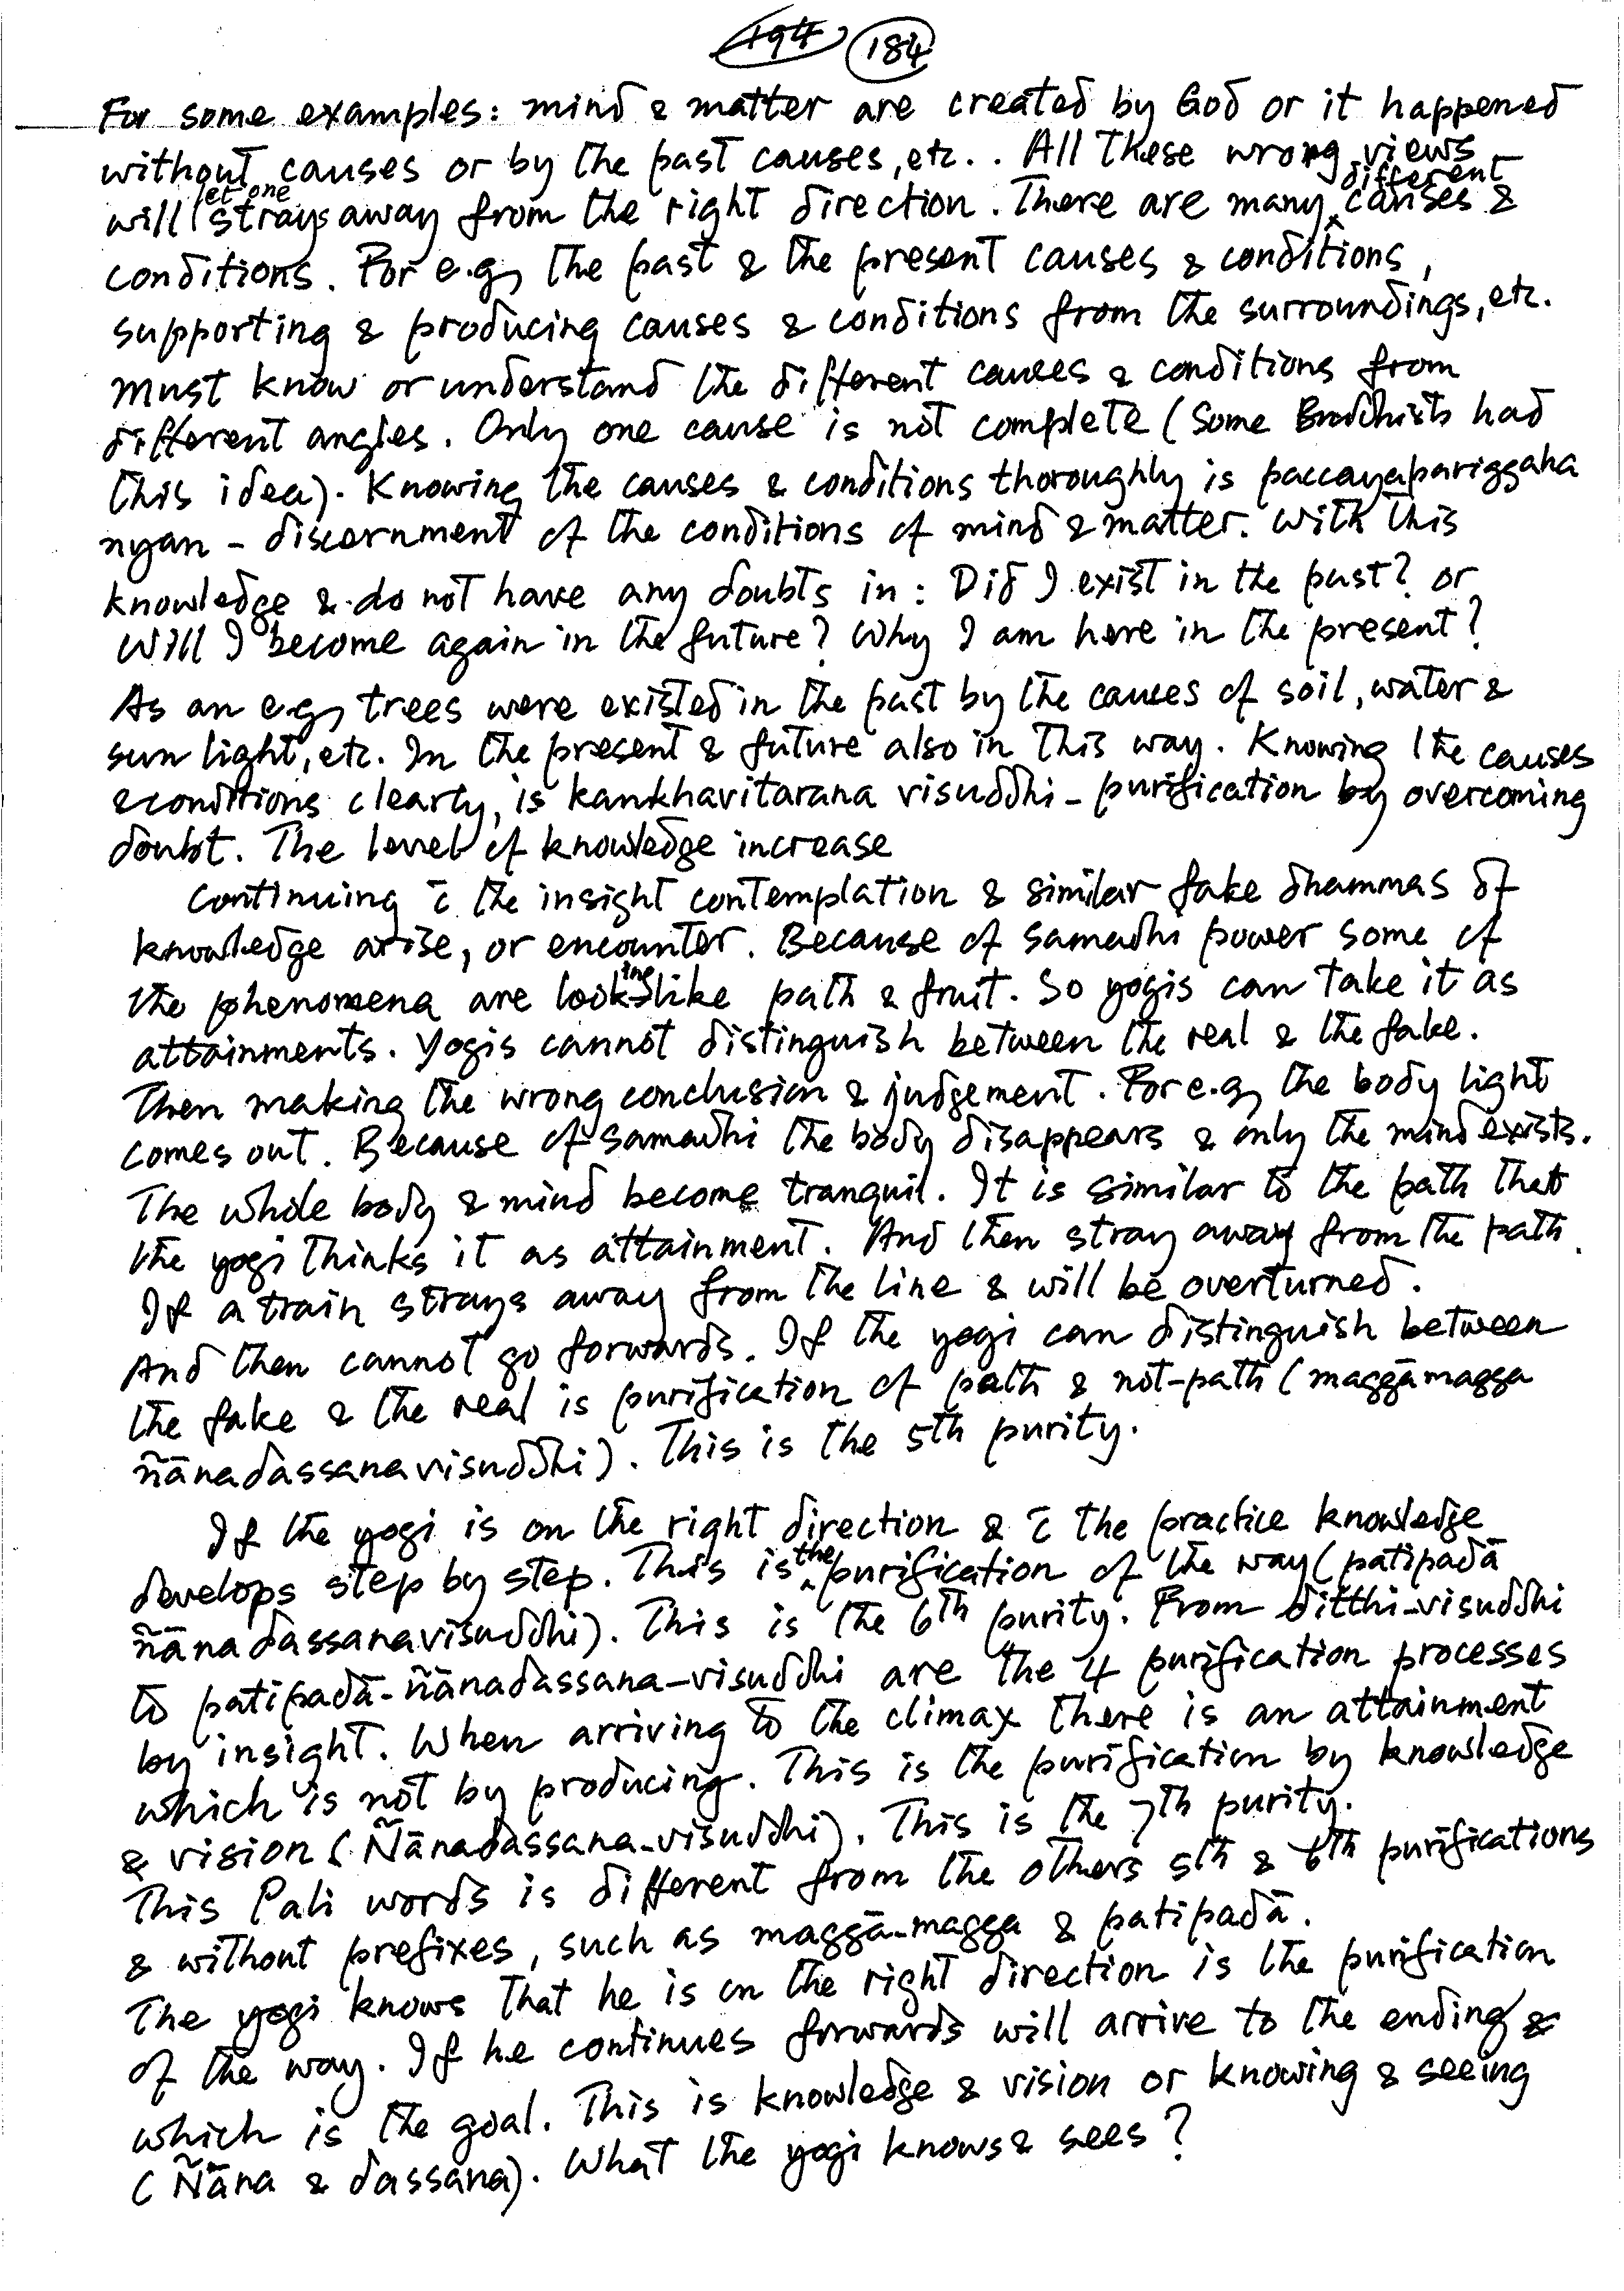 194 184
For some examples: mind & matter are created by God or it happened
without causes or by the past causes, etc.. All these wrong views
will let one strays away from the right direction. There are many different causes &
conditions. For e.g, the past & the present causes & conditions,
supporting & producing causes & conditions from the surroundings, etc.
must know or understand the different causes & conditions from
different angles. Only one cause is not complete (some Buddhists had
this idea). Knowing the causes & conditions thoroughly is paccayapariggaha
nyan - discernment of the conditions of mind & matter. With this
knowledge & do not have any doubts in: Did I exist in the past? or
Will I become again in the future? Why I am here in the present?
As an e.g, trees were existed in the past by the causes of soil, water &
sun light, etc. In the present & future also in this way. Knowing the causes
& conditions clearly, is kankhavitarana visuddhi - purification by overcoming
doubt. The level of knowledge increase
Continuing c̄ the insight contemplation & similar fake dhammas of
knowledge arise, or encounter. Because of samadhi power some of
the phenomena are looking like path & fruit. So yogis can take it as
attainments. Yogis cannot distinguish between the real & the fake.
Then making the wrong conclusion & judgement. For e.g, the body light
comes out. Because of samadhi the body disappears & only the mind exists.
The whole body & mind become tranquil. It is similar to the path that
the yogi thinks it as attainment. And then stray away from the path.
If a train strays away from the line & will be overturned.
And then cannot go forwards. If the yogi can distinguish between
the fake & the real is purification of path & not-path (maggāmagga
ñānadassanavisuddhi). This is the 5th purity.
If the yogi is on the right direction & c̄ the practice knowledge
develops step by step. This is the purification of the way (patipadā
ñānadassanavisuddhi). This is the 6th purity. From ditthi-visuddhi
to patipadā-ñānadassana-visuddhi are the 4 purification processes
by insight. When arriving to the climax there is an attainment
which is not by producing. This is the purification by knowledge
& vision (Ñānadassana-visuddhi). This is the 7th purity.
This Pali words is different from the others 5th & 6th purifications
& without prefixes, such as maggā-magga & patipadā.
The yogi knows that he is on the right direction is the purification
of the way. If he continues forwards will arrive to the ending &
which is the goal. This is knowledge & vision or knowing & seeing
(Ñāna & dassana). What the yogi knows & sees?